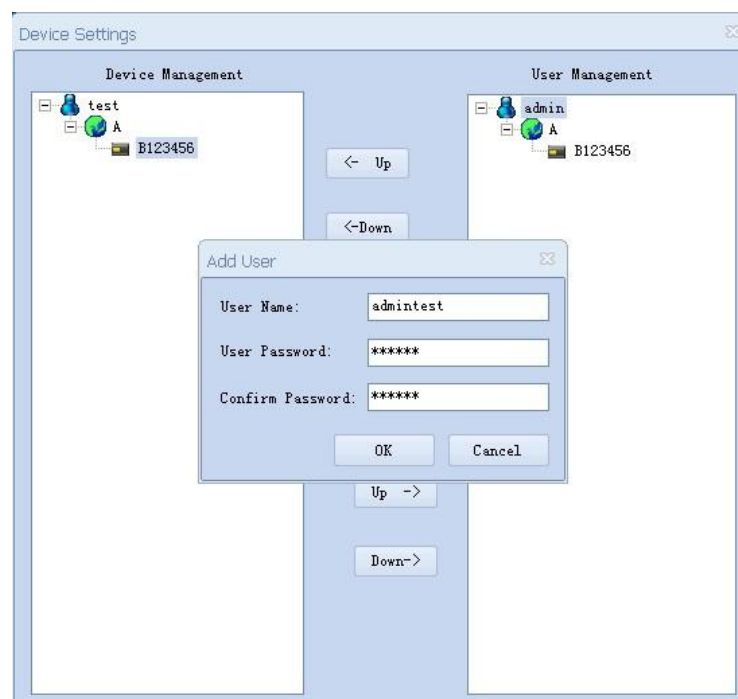 Device Settings
Device Management
User Management
test
A
B123456
admin
A
B123456
<- Up
<-Down
Add User
User Name:
admintest
User Password:
******
Confirm Password:
******
OK
Cancel
Up ->
Down->